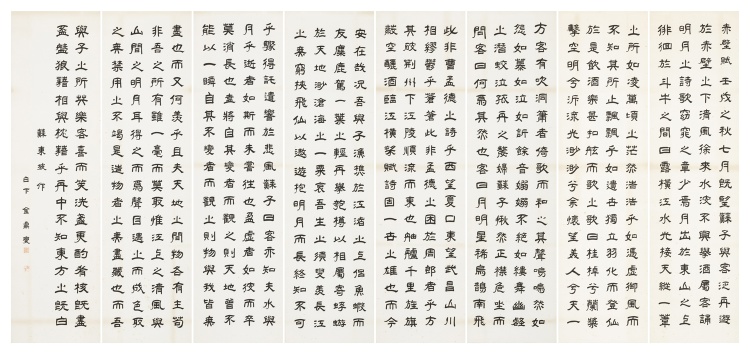 赤壁賦壬戌之秋七月既望蘇子與客泛舟遊
於赤壁之下清風徐來水波不興舉酒屬客誦
明月之詩歌窈窕之章少焉月出於東山之上
徘徊於斗牛之間白露橫江水光接天縱一葦
之所如凌萬頃之茫然浩浩乎如憑虛御風而
不知其所止飄飄乎如遺世獨立羽化而登仙
於是飲酒樂甚扣舷而歌之歌曰桂棹兮蘭槳
擊空明兮泝流光渺渺兮余懷望美人兮天一
方客有吹洞簫者倚歌而和之其聲嗚嗚然如
怨如慕如泣如訴餘音嫋嫋不絕如縷舞幽壑
之潛蛟泣孤舟之嫠婦蘇子愀然正襟危坐而
問客曰何為其然也客曰月明星稀烏鵲南飛
此非曹孟德之詩乎西望夏口東望武昌山川
相繆鬱乎蒼蒼此非孟德之困於周郎者乎方
其破荊州下江陵順流而東也舳艫千里旌旗
蔽空釃酒臨江橫槊賦詩固一世之雄也而今
安在哉況吾與子漁樵於江渚之上侶魚蝦而
友麋鹿駕一葉之輕舟舉匏樽以相屬寄蜉蝣
於天地渺滄海之一粟哀吾生之須臾羨長江
之無窮挾飛仙以遨遊抱明月而長終知不可
乎驟得託遺響於悲風蘇子曰客亦知夫水與
月乎逝者如斯而未嘗往也盈虛者如彼而卒
莫消長也蓋將自其變者而觀之則天地曾不
能以一瞬自其不變者而觀之則物與我皆無
盡也而又何羨乎且夫天地之間物各有主苟
非吾之所有雖一毫而莫取惟江上之清風與
山間之明月耳得之而為聲目遇之而成色取
之無禁用之不竭是造物者之無盡藏也而吾
與子之所共樂客喜而笑洗盞更酌肴核既盡
盃盤狼籍相與枕藉乎舟中不知東方之既白
蘇東坡作
白下